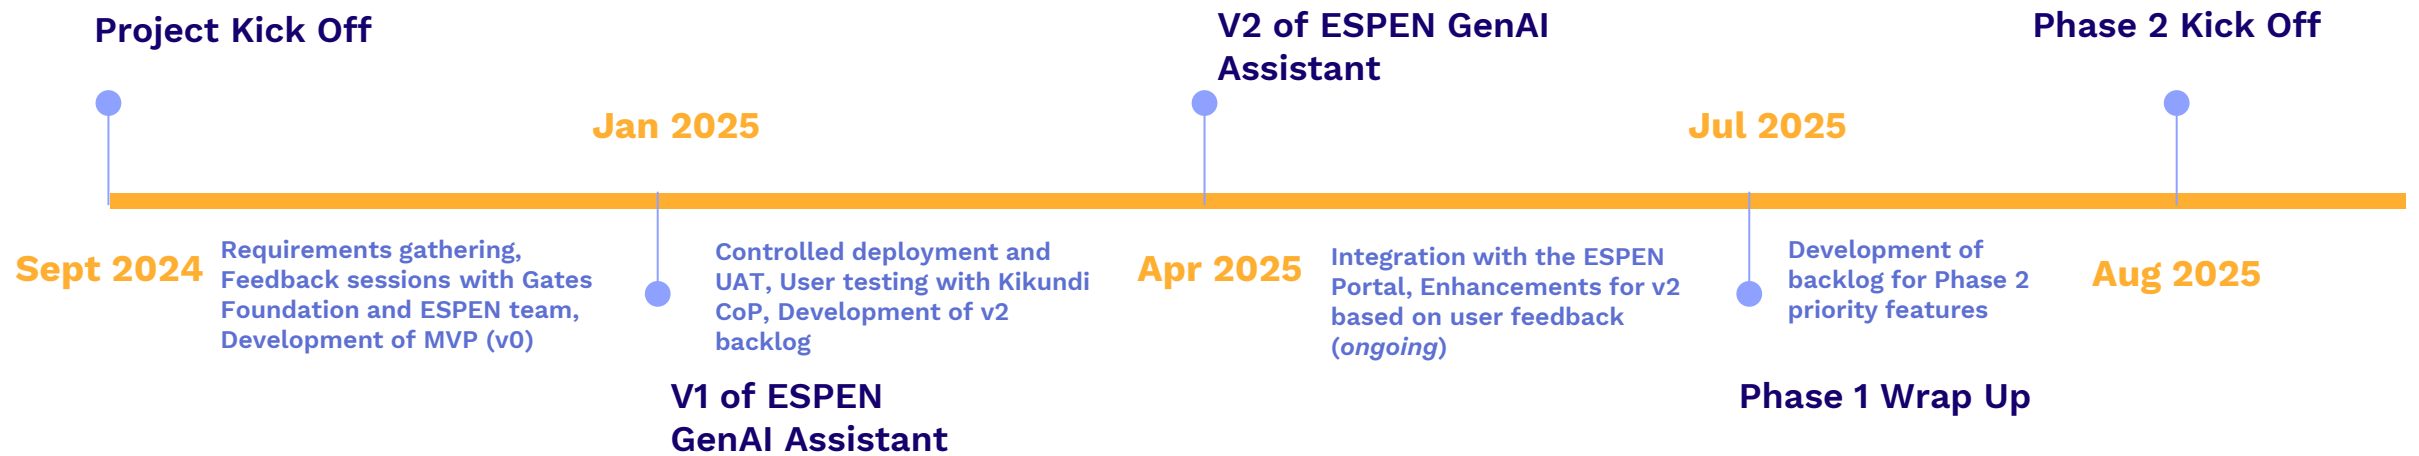 Project Kick Off
Sept 2024
Requirements gathering,
Feedback sessions with Gates
Foundation and ESPEN team,
Development of MVP (v0)
Jan 2025
V1 of ESPEN
GenAI Assistant
Controlled deployment and
UAT, User testing with Kikundi
CoP, Development of v2
backlog
V2 of ESPEN GenAI
Assistant
Apr 2025
Integration with the ESPEN
Portal, Enhancements for v2
based on user feedback
(ongoing)
Jul 2025
Phase 1 Wrap Up
Development of
backlog for Phase 2
priority features
Phase 2 Kick Off
Aug 2025